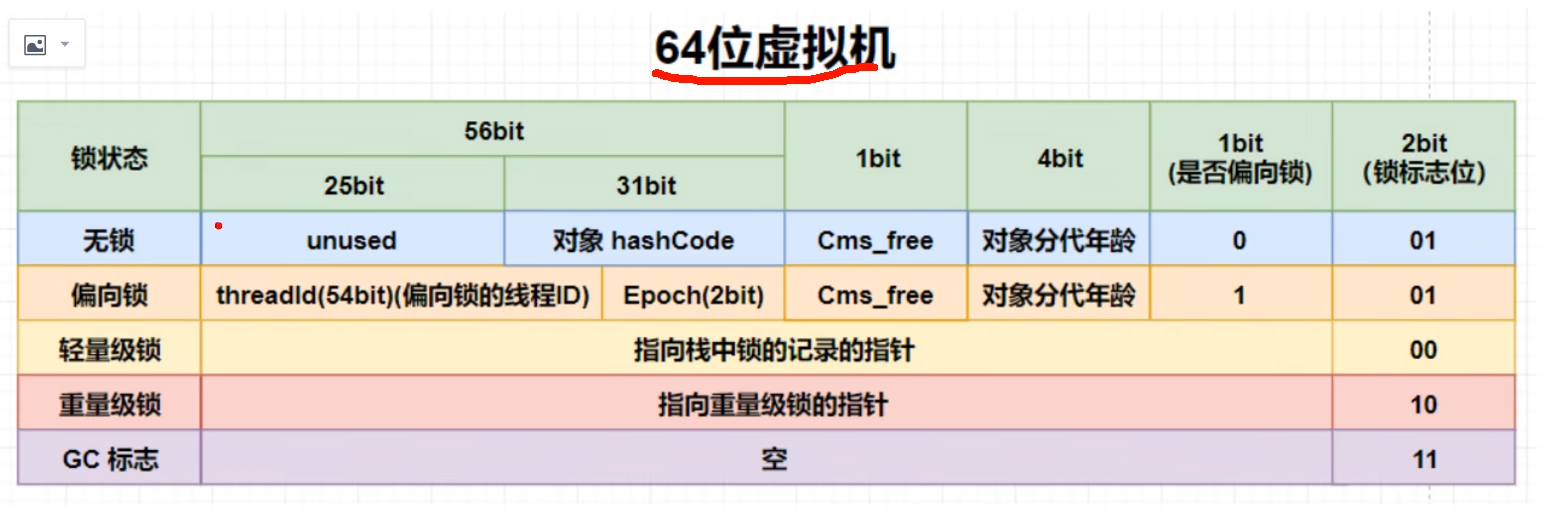 64位虚拟机
锁状态
56bit
25bit
31bit
1bit
4bit
1bit
(是否偏向锁)
2bit
（锁标志位）
无锁
unused
对象 hashCode
Cms_free
对象分代年龄
0
01
偏向锁
threadId(54bit)(偏向锁的线程ID)
Epoch(2bit)
Cms_free
对象分代年龄
1
01
轻量级锁
指向栈中锁的记录的指针
00
重量级锁
指向重量级锁的指针
10
GC 标志
空
11